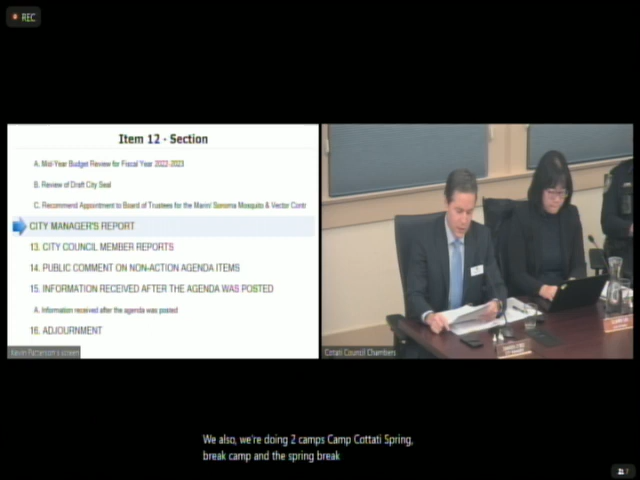 REC
Item 12 - Section
A. Mid-Year Budget Review for Fiscal Year 2022-2023
B. Review of Draft City Seal
C. Recommend Appointment to Board of Trustees for the Marin/ Sonoma Mosquito & Vector Contr
CITY MANAGER'S REPORT
13. CITY COUNCIL MEMBER REPORTS
14. PUBLIC COMMENT ON NON-ACTION AGENDA ITEMS
15. INFORMATION RECEIVED AFTER THE AGENDA WAS POSTED
A. Information received after the agenda was posted
16. ADJOURNMENT
Kevin Patterson's screen
Cotati Council Chambers
We also, we're doing 2 camps Camp Cottati Spring,
break camp and the spring break
7